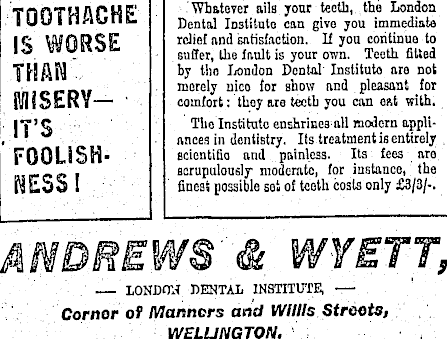 TOOTHACHE
IS WORSE
THAN
MISERY—
IT'S
FOOLISH-
NESS!
Whatever ails your teeth, the London
Dental Institute can give you immediate
relief and satisfaction. If you continue to
suffer, the fault is your own. Teeth fitted
by the London Dental Institute are not
merely nice for show and pleasant for
comfort: they are teeth you can eat with.
The Institute enshrines all modern appli-
ances in dentistry. Its treatment is entirely
scientific and painless. Its fees are
scrupulously moderate, for instance, the
finest possible set of teeth costs only £3/3/-.
ANDREWS & WYETT,
— LONDON DENTAL INSTITUTE, —
Corner of Manners and Willis Streets,
WELLINGTON.